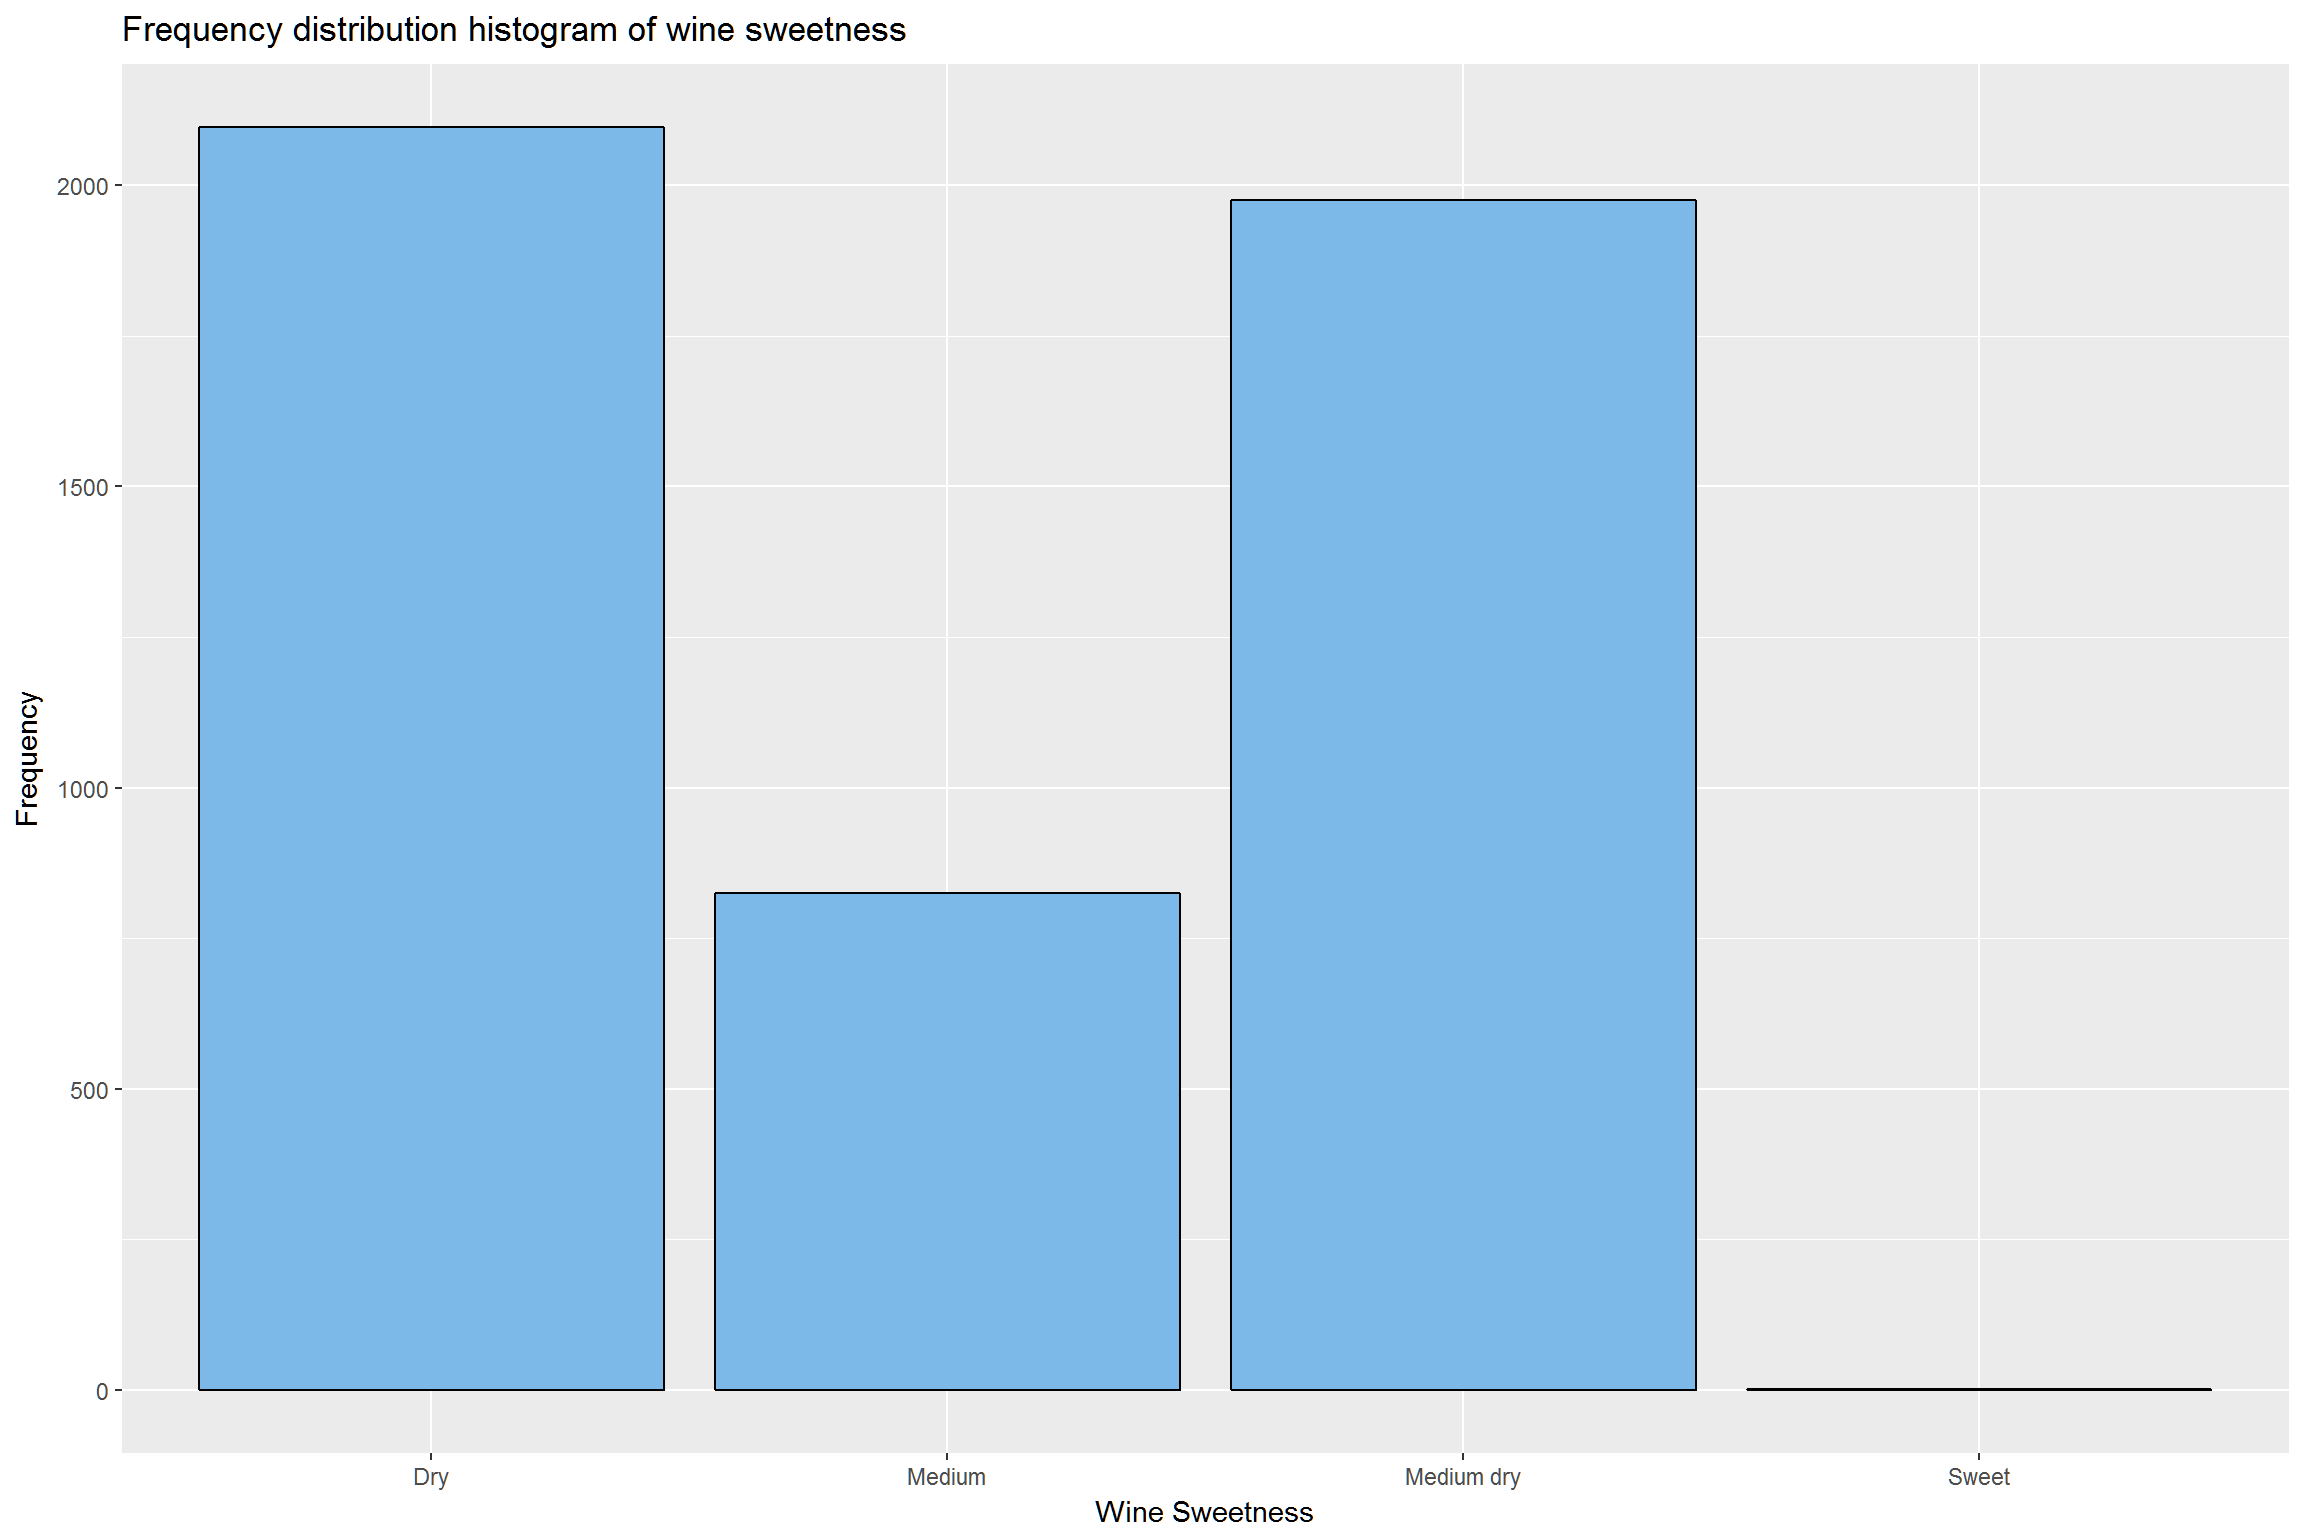 Frequency distribution histogram of wine sweetness
Frequency
2000
1500
1000
500
0
Dry
Medium
Medium dry
Sweet
Wine Sweetness